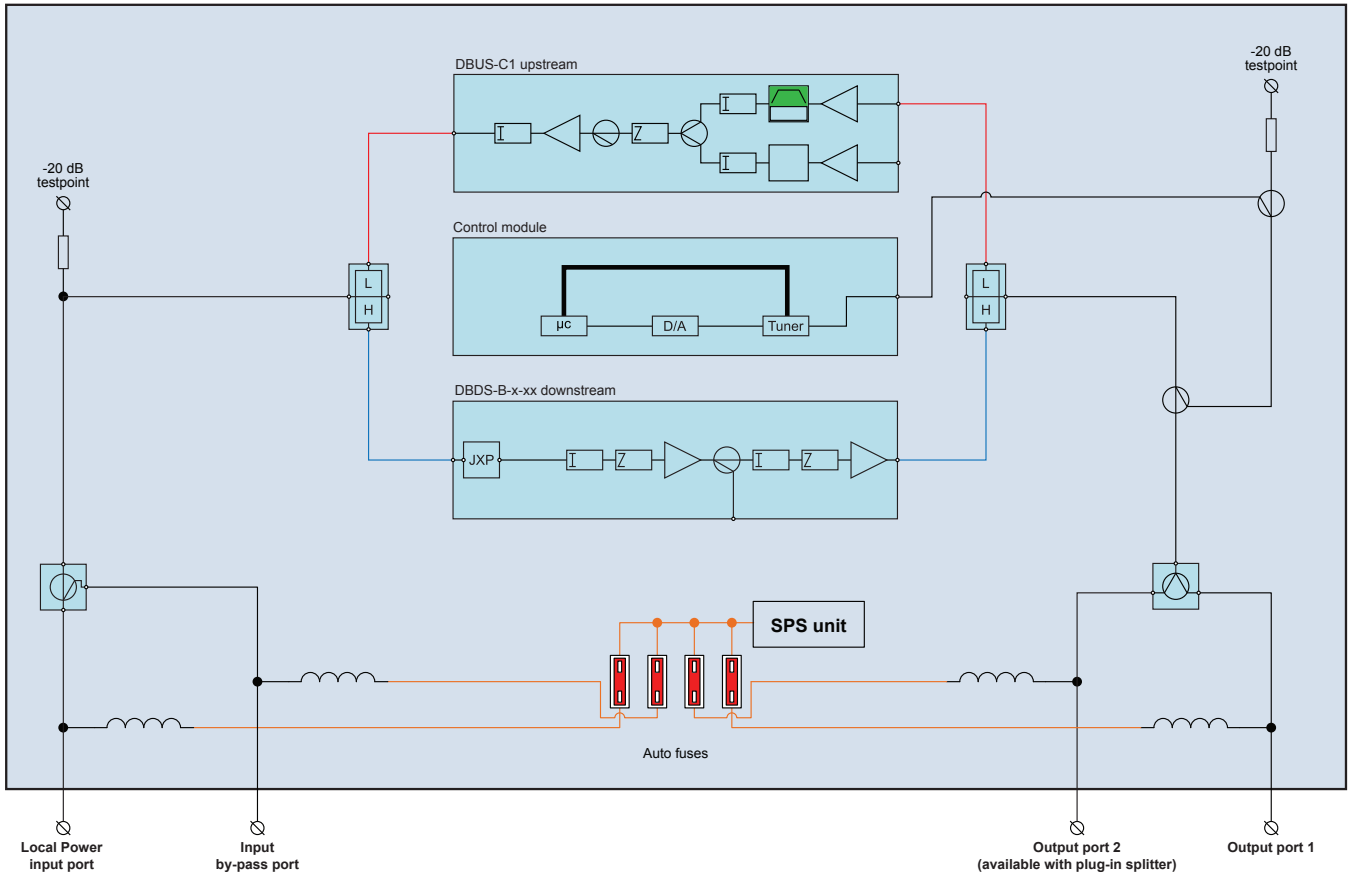 -20 dB
testpoint
DBUS-C1 upstream
-20 dB
testpoint
Control module
L
H
L
H
µc
D/A
Tuner
DBDS-B-x-xx downstream
JXP
SPS unit
Auto fuses
Local Power
input port
Input
by-pass port
Output port 2
(available with plug-in splitter)
Output port 1